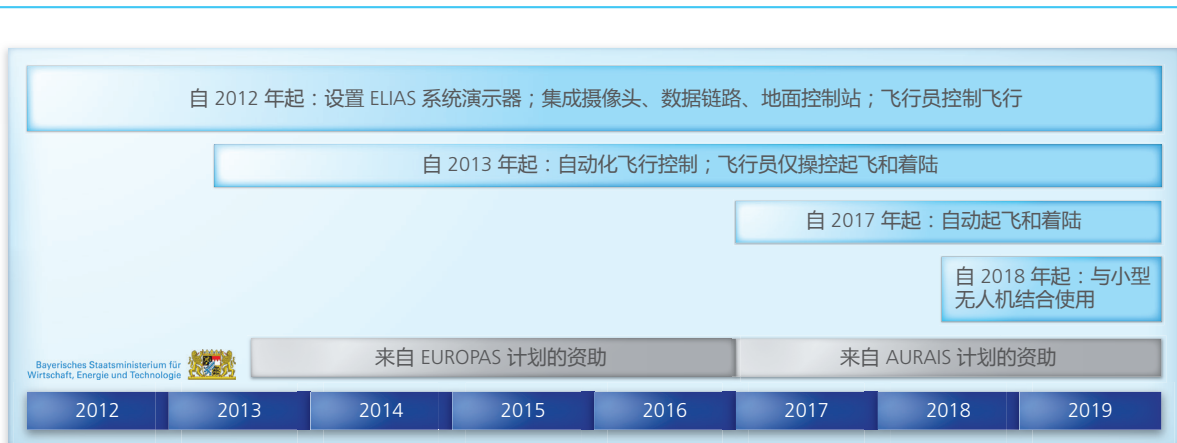 自 2012 年起：设置 ELIAS 系统演示器；集成摄像头、数据链路、地面控制站；飞行员控制飞行
自 2013 年起：自动化飞行控制；飞行员仅操控起飞和着陆
自 2017 年起：自动起飞和着陆
自 2018 年起：与小型
无人机结合使用
Bayerisches Staatsministerium für
Wirtschaft, Energie und Technologie
来自 EUROPAS 计划的资助
来自 AURAIS 计划的资助
2012 2013 2014 2015 2016 2017 2018 2019